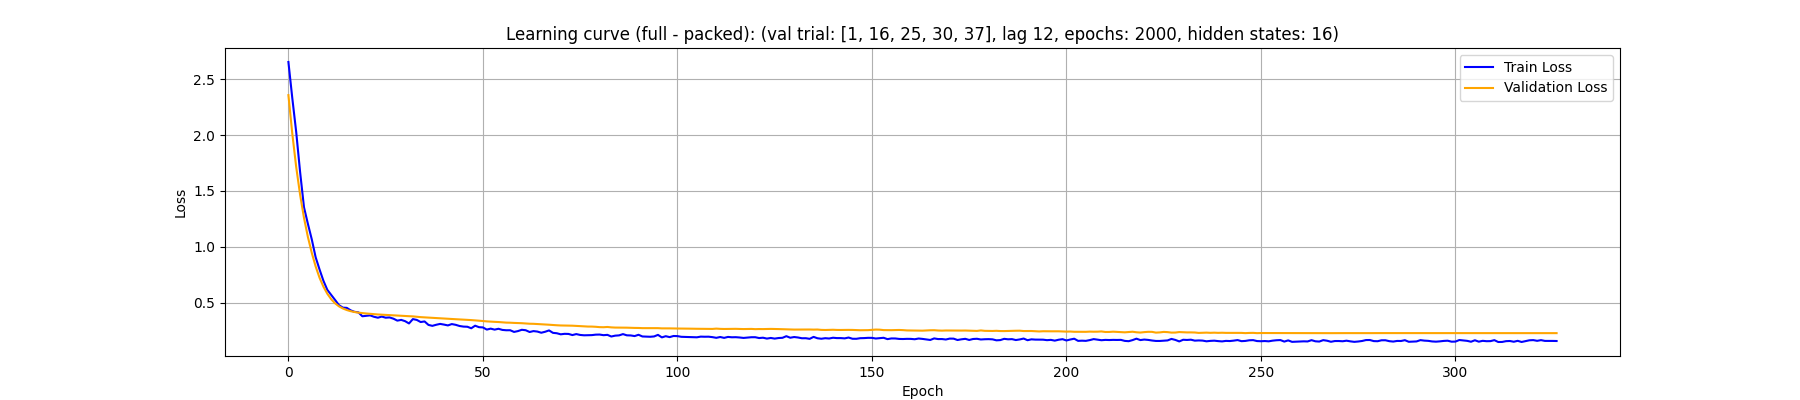 Learning curve (full - packed): (val trial: [1, 16, 25, 30, 37], lag 12, epochs: 2000, hidden states: 16)
Train Loss
Validation Loss
2.5
2.0
1.5
1.0
0.5
Loss
0 50 100 150 200 250 300
Epoch